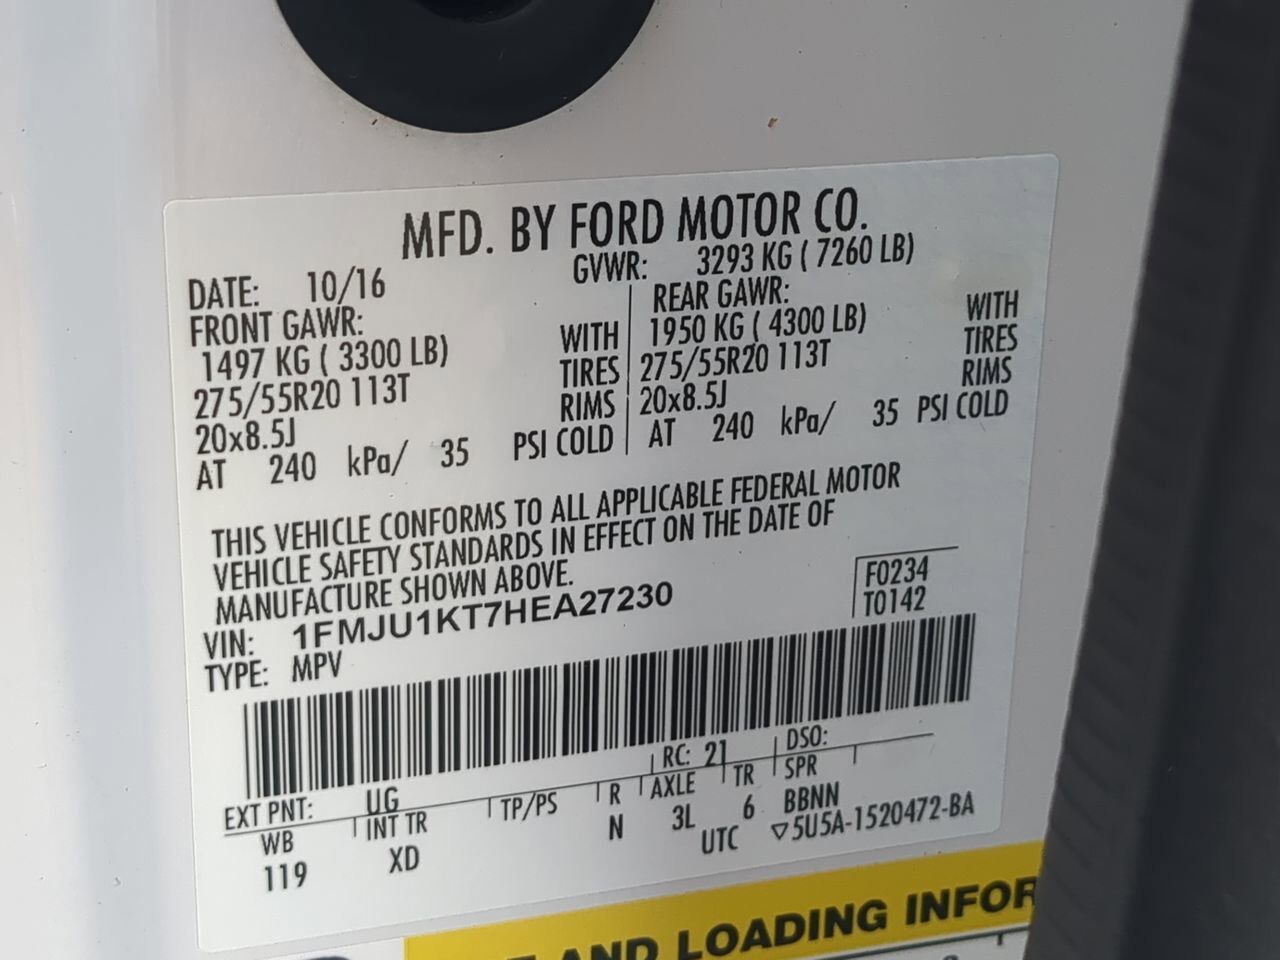 MFD. BY FORD MOTOR CO.
DATE: 10/16 GVWR: 3293 KG ( 7260 LB)
FRONT GAWR: REAR GAWR:
1497 KG ( 3300 LB) WITH 1950 KG ( 4300 LB) WITH
275/55R20 113T TIRES 275/55R20 113T TIRES
20x8.5J RIMS 20x8.5J RIMS
AT 240 kPa/ 35 PSI COLD AT 240 kPa/ 35 PSI COLD
THIS VEHICLE CONFORMS TO ALL APPLICABLE FEDERAL MOTOR
VEHICLE SAFETY STANDARDS IN EFFECT ON THE DATE OF
MANUFACTURE SHOWN ABOVE.
F0234
T0142
VIN: 1FMJU1KT7HEA27230
TYPE: MPV
EXT PNT: UG RC: 21 DSO:
WB INT TR TP/PS R AXLE TR SPR
119 XD N 3L 6 BBNN
UTC ▽5U5A-1520472-BA
AND LOADING INFOR